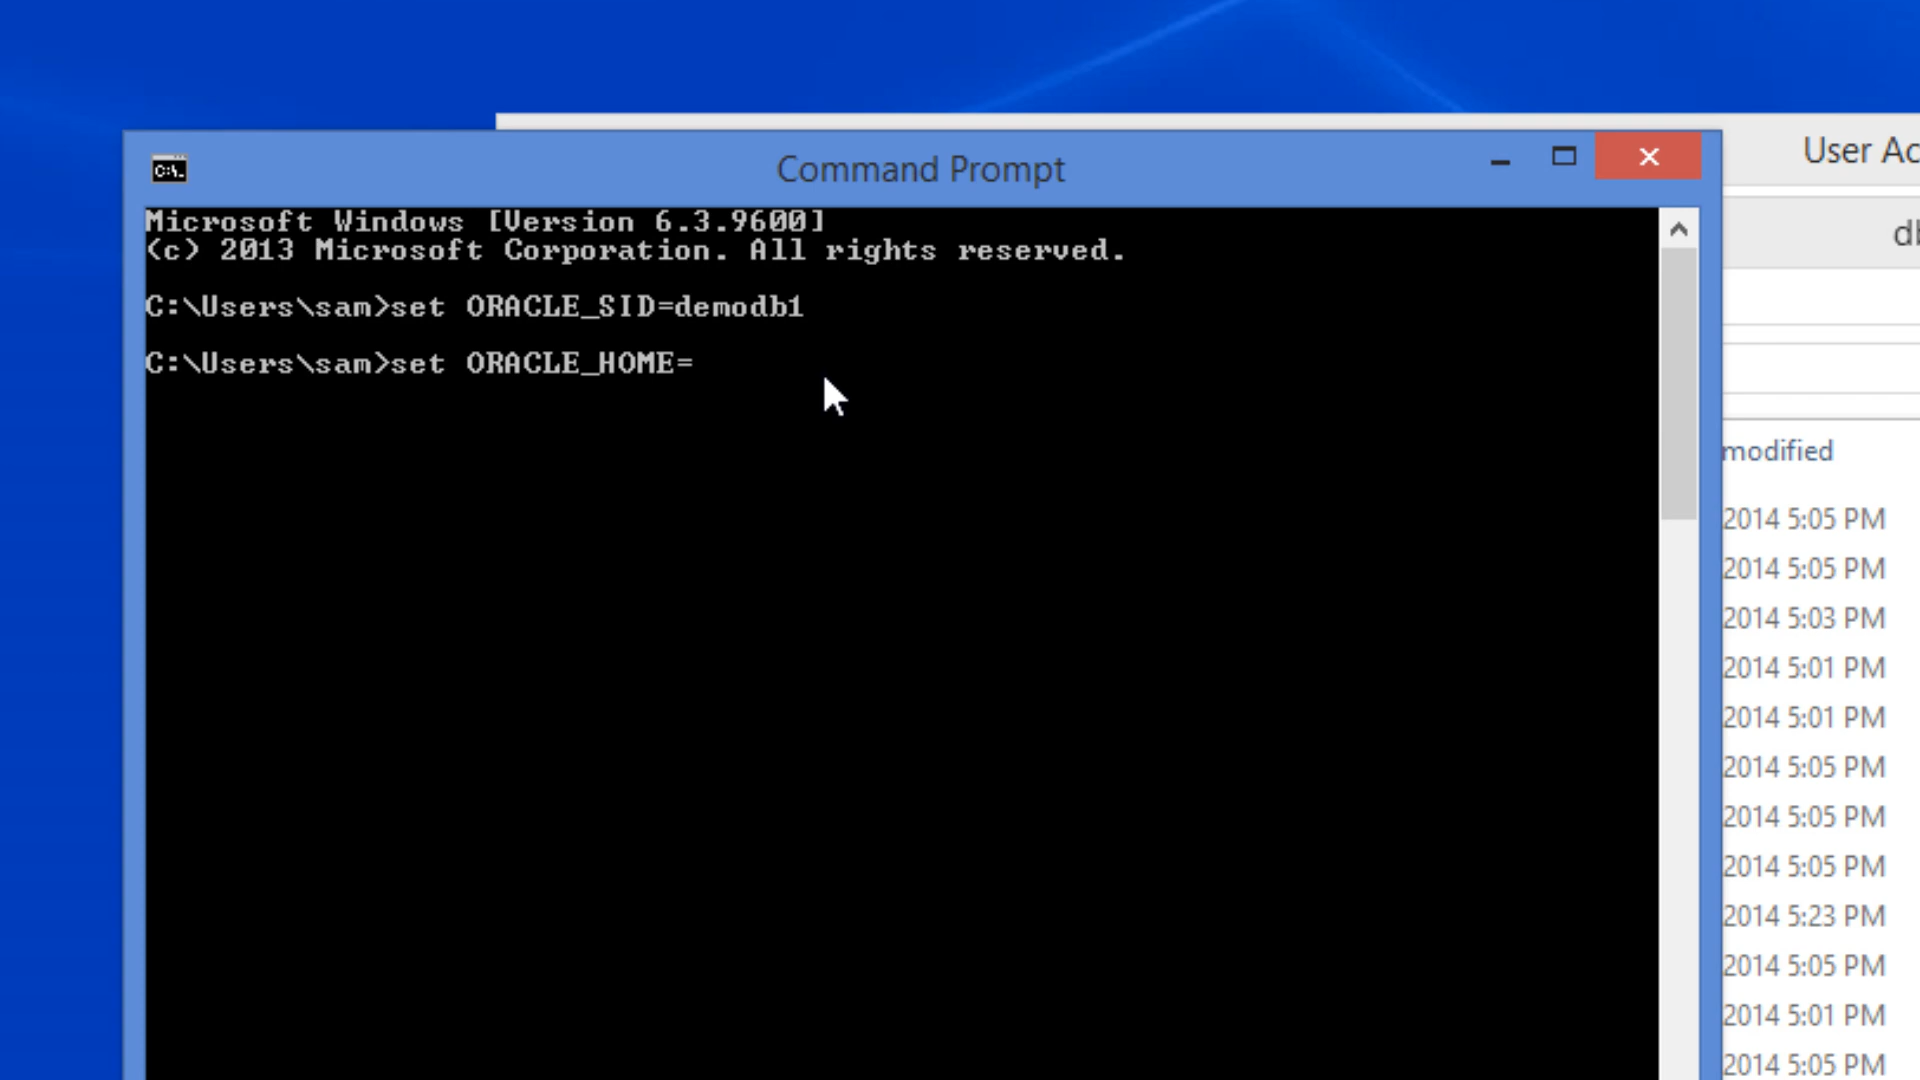 User Ac
C:\.
Command Prompt
Microsoft Windows [Version 6.3.9600]
(c) 2013 Microsoft Corporation. All rights reserved.
C:\Users\sam>set ORACLE_SID=demodb1
C:\Users\sam>set ORACLE_HOME=
modified
2014 5:05 PM
2014 5:05 PM
2014 5:03 PM
2014 5:01 PM
2014 5:01 PM
2014 5:05 PM
2014 5:05 PM
2014 5:05 PM
2014 5:23 PM
2014 5:05 PM
2014 5:01 PM
2014 5:05 PM